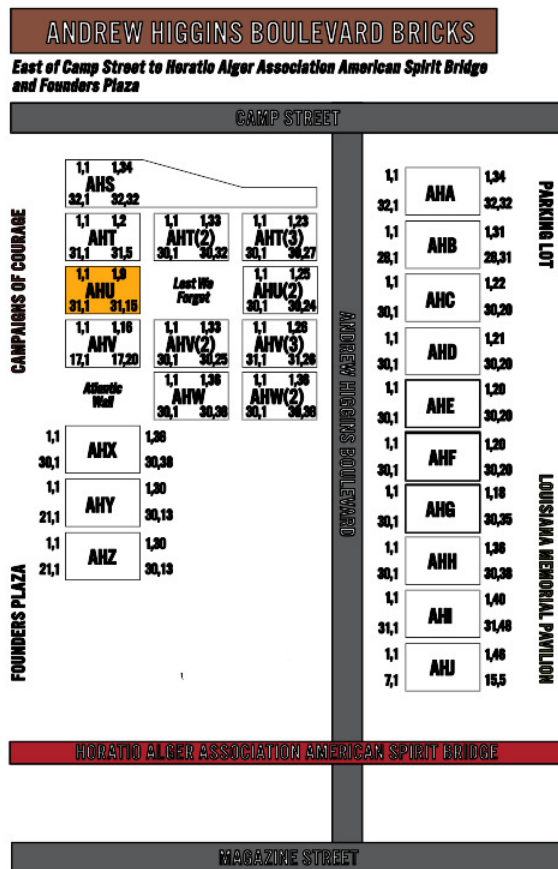 ANDREW HIGGINS BOULEVARD BRICKS
East of Camp Street to Horatio Alger Association American Spirit Bridge
and Founders Plaza
CAMP STREET
CAMPAIGNS OF COURAGE
FOUNDERS PLAZA
1,1 1,34
AHS
32,1 32,32
1,1 1,2
AHT
31,1 31,5
1,1 1,33
AHT(2)
30,1 30,32
1,1 1,23
AHT(3)
30,1 30,27
1,1 1,9
AHU
31,1 31,15
Lest We
Forget
1,1 1,25
AHU(2)
30,1 30,24
1,1 1,16
AHV
17,1 17,20
1,1 1,33
AHV(2)
30,1 30,25
1,1 1,26
AHV(3)
31,1 31,26
Atlantic
Wall
1,1 1,36
AHW
30,1 30,38
1,1 1,36
AHW(2)
30,1 30,38
1,1 1,36
AHX
30,1 30,38
1,1 1,30
AHY
21,1 30,13
1,1 1,30
AHZ
21,1 30,13
ANDREW HIGGINS BOULEVARD
1,1 1,34
AHA
32,1 32,32
1,1 1,31
AHB
28,1 28,31
1,1 1,22
AHC
30,1 30,20
1,1 1,21
AHD
30,1 30,20
1,1 1,20
AHE
30,1 30,20
1,1 1,20
AHF
30,1 30,20
1,1 1,18
AHG
30,1 30,35
1,1 1,36
AHH
30,1 30,38
1,1 1,40
AHI
31,1 31,48
1,1 1,46
AHJ
7,1 15,5
PARKING LOT
LOUISIANA MEMORIAL PAVILION
HORATIO ALGER ASSOCIATION AMERICAN SPIRIT BRIDGE
MAGAZINE STREET